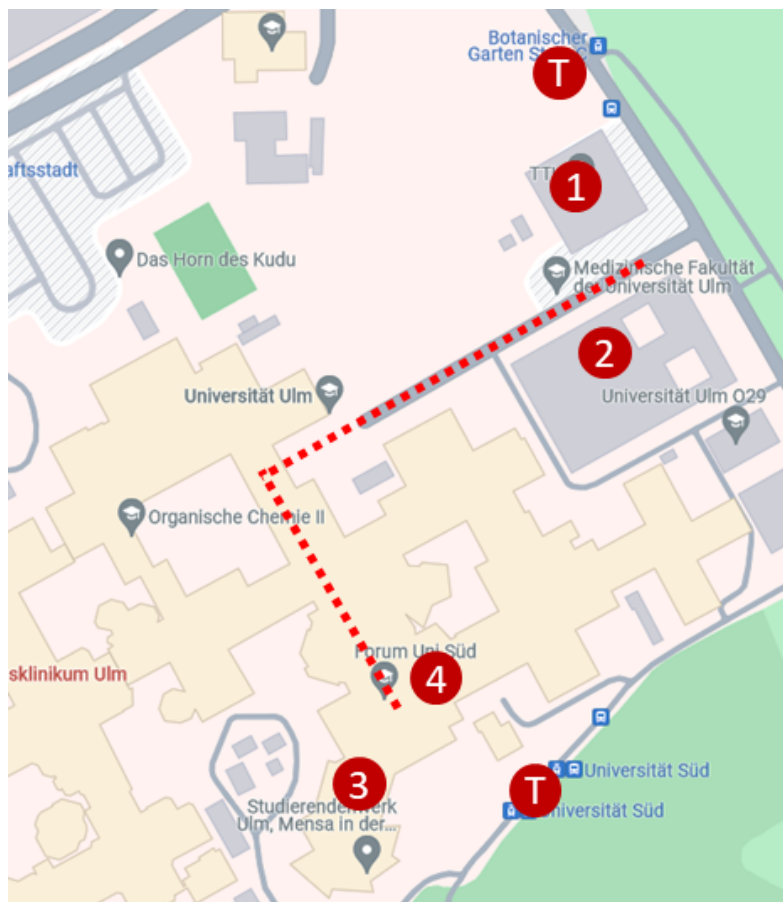 Botanischer
Garten
T
aftsstadt
1
Das Horn des Kudu
Medizinische Fakultät
der Universität Ulm
2
Universität Ulm
Universität Ulm O29
Organische Chemie II
Forum Uni Süd
sklinikum Ulm
4
3
T
Universität Süd
Universität Süd
Studierendenwerk
Ulm, Mensa in der...